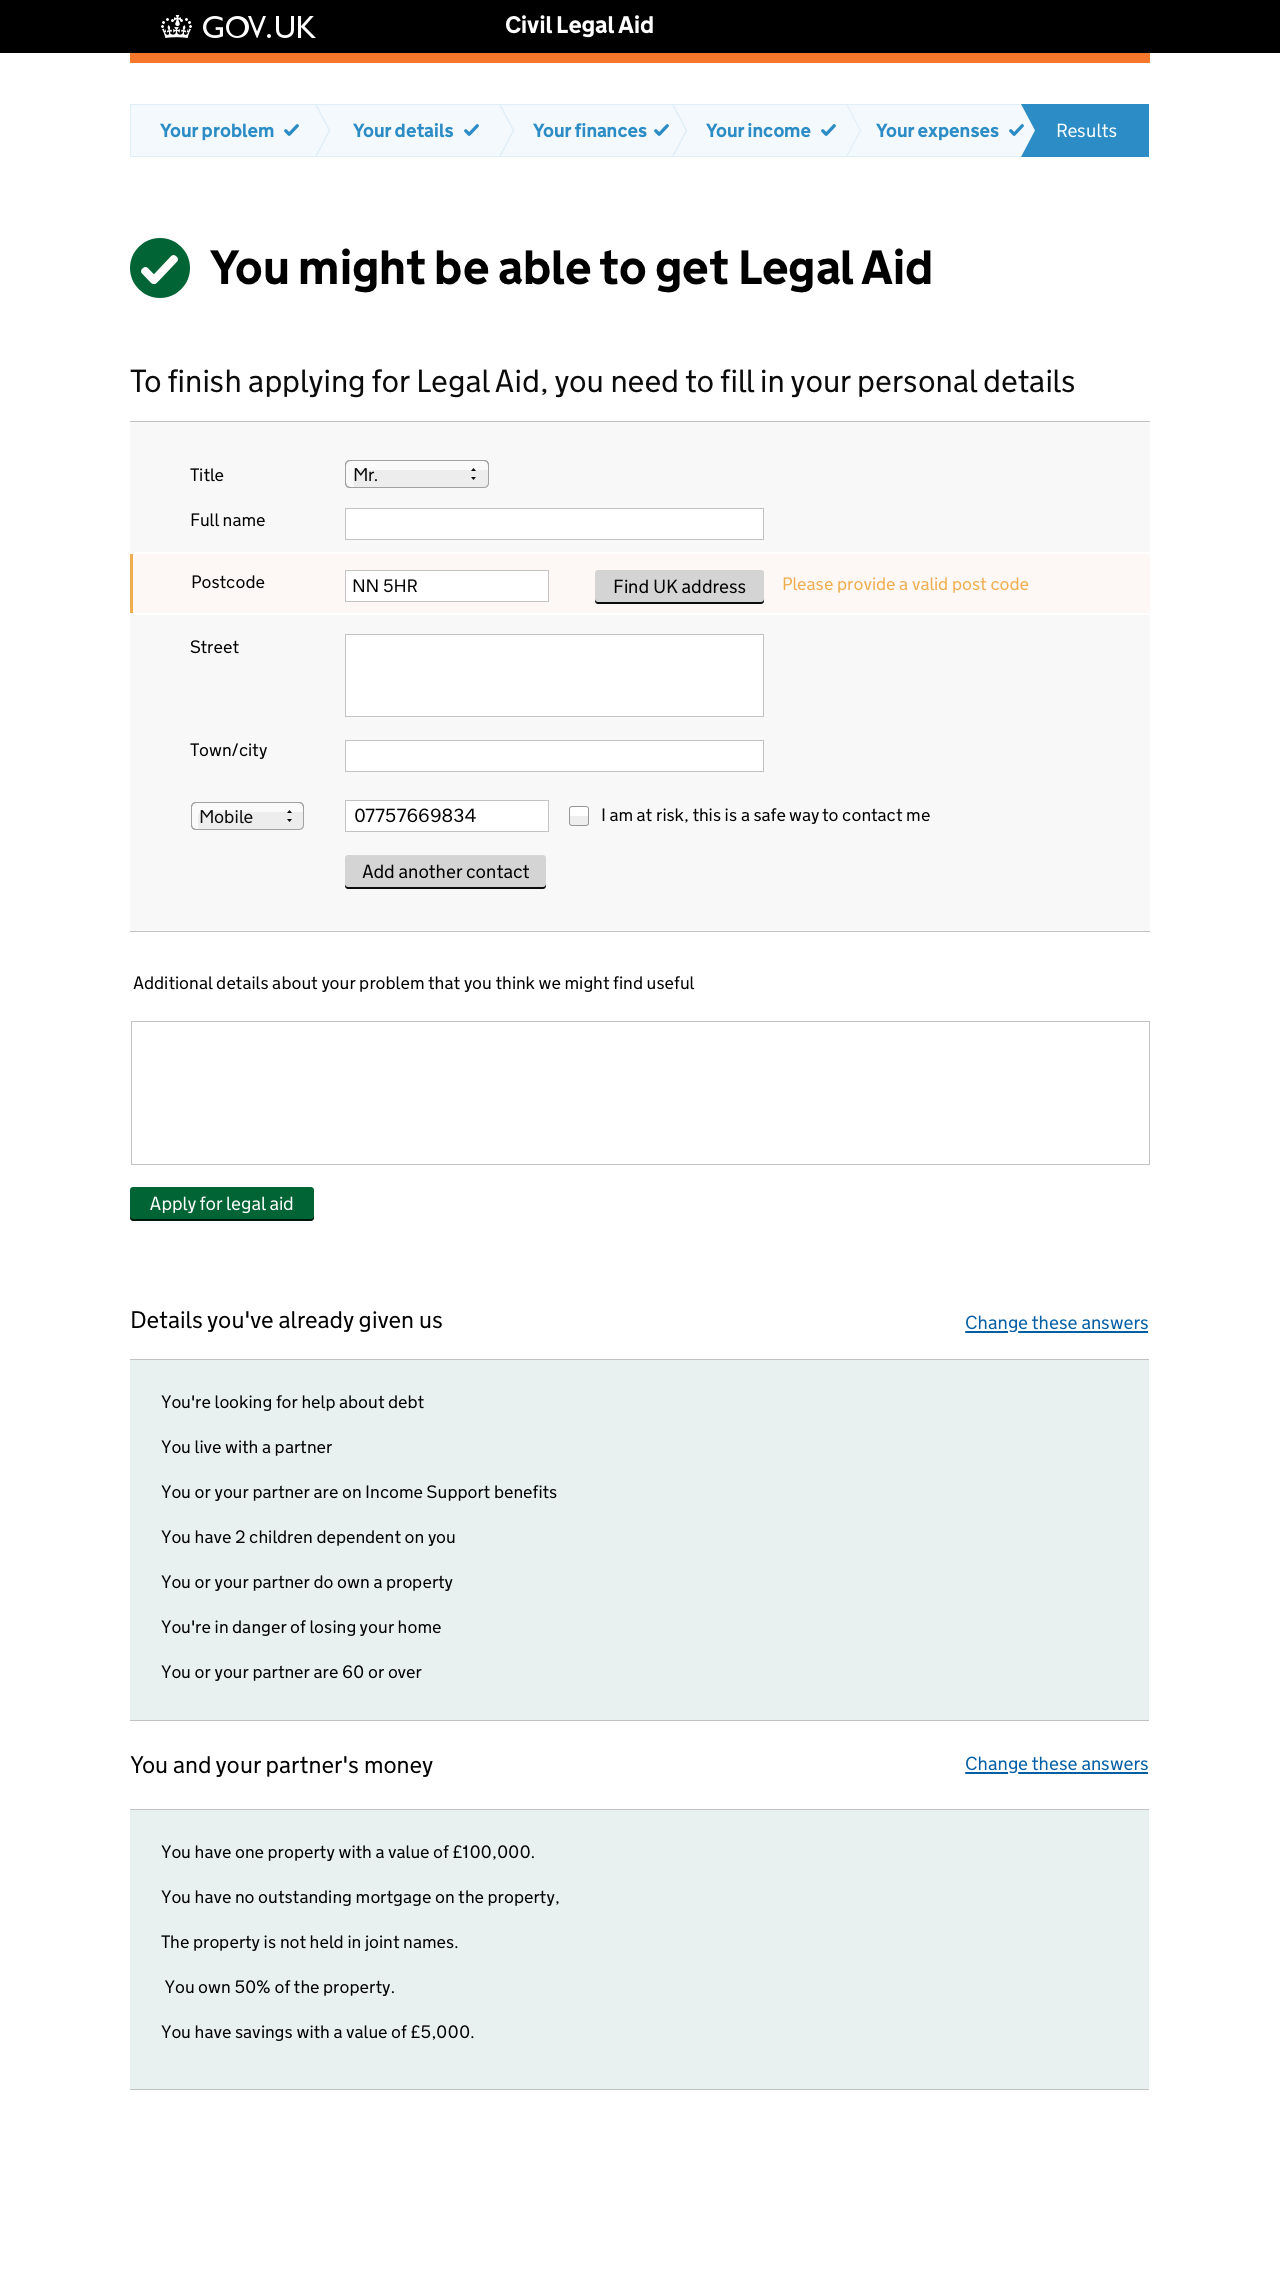 GOV.UK
Civil Legal Aid
Your problem
Your details
Your finances
Your income
Your expenses
Results
You might be able to get Legal Aid
To finish applying for Legal Aid, you need to fill in your personal details
Title
Mr.
Full name
Postcode
NN 5HR
Find UK address
Please provide a valid post code
Street
Town/city
Mobile
07757669834
I am at risk, this is a safe way to contact me
Add another contact
Additional details about your problem that you think we might find useful
Apply for legal aid
Details you've already given us
Change these answers
You're looking for help about debt
You live with a partner
You or your partner are on Income Support benefits
You have 2 children dependent on you
You or your partner do own a property
You're in danger of losing your home
You or your partner are 60 or over
You and your partner's money
Change these answers
You have one property with a value of £100,000.
You have no outstanding mortgage on the property,
The property is not held in joint names.
You own 50% of the property.
You have savings with a value of £5,000.